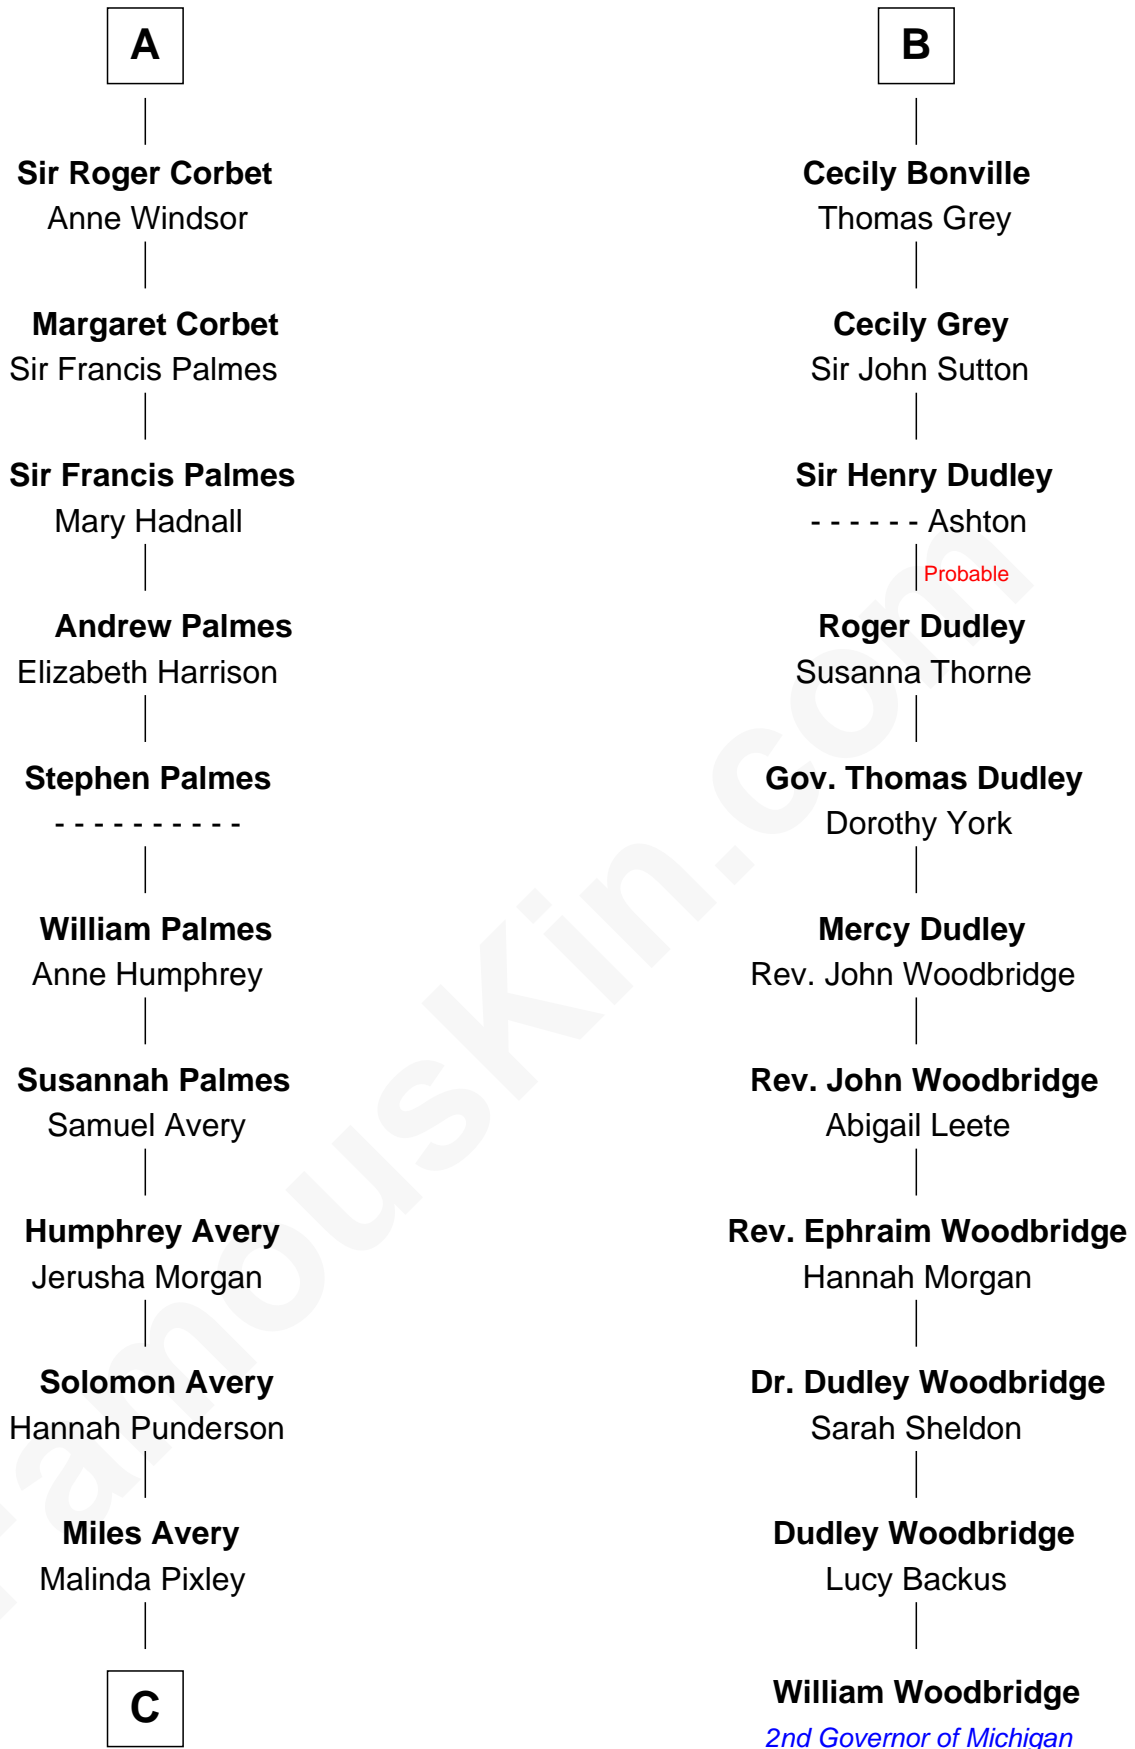 A
Sir Roger Corbet
Anne Windsor
Margaret Corbet
Sir Francis Palmes
Sir Francis Palmes
Mary Hadnall
Andrew Palmes
Elizabeth Harrison
Stephen Palmes
- - - - - - - - - -
William Palmes
Anne Humphrey
Susannah Palmes
Samuel Avery
Humphrey Avery
Jerusha Morgan
Solomon Avery
Hannah Punderson
Miles Avery
Malinda Pixley
C
B
Cecily Bonville
Thomas Grey
Cecily Grey
Sir John Sutton
Sir Henry Dudley
- - - - - - Ashton
Probable
Roger Dudley
Susanna Thorne
Gov. Thomas Dudley
Dorothy York
Mercy Dudley
Rev. John Woodbridge
Rev. John Woodbridge
Abigail Leete
Rev. Ephraim Woodbridge
Hannah Morgan
Dr. Dudley Woodbridge
Sarah Sheldon
Dudley Woodbridge
Lucy Backus
William Woodbridge
2nd Governor of Michigan
FamousKin.com